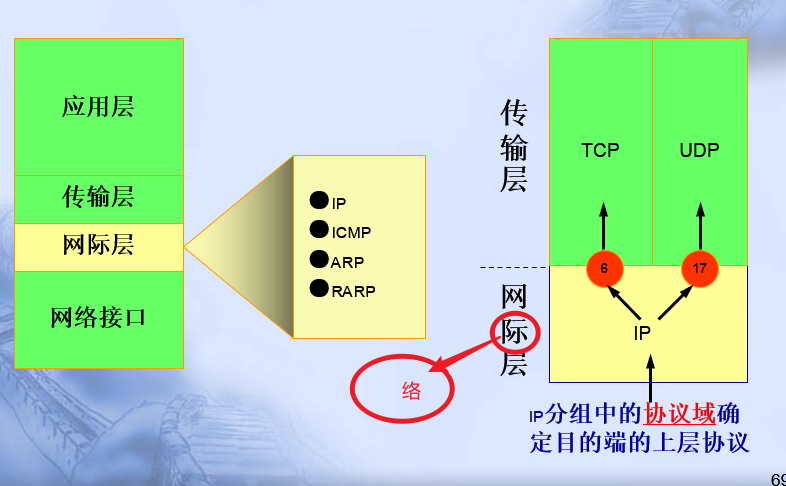 应用层
传输层
网际层
网络接口
IP
ICMP
ARP
RARP
传输层
TCP
UDP
6
17
网际层
IP
络
IP分组中的协议域确
定目的端的上层协议
69